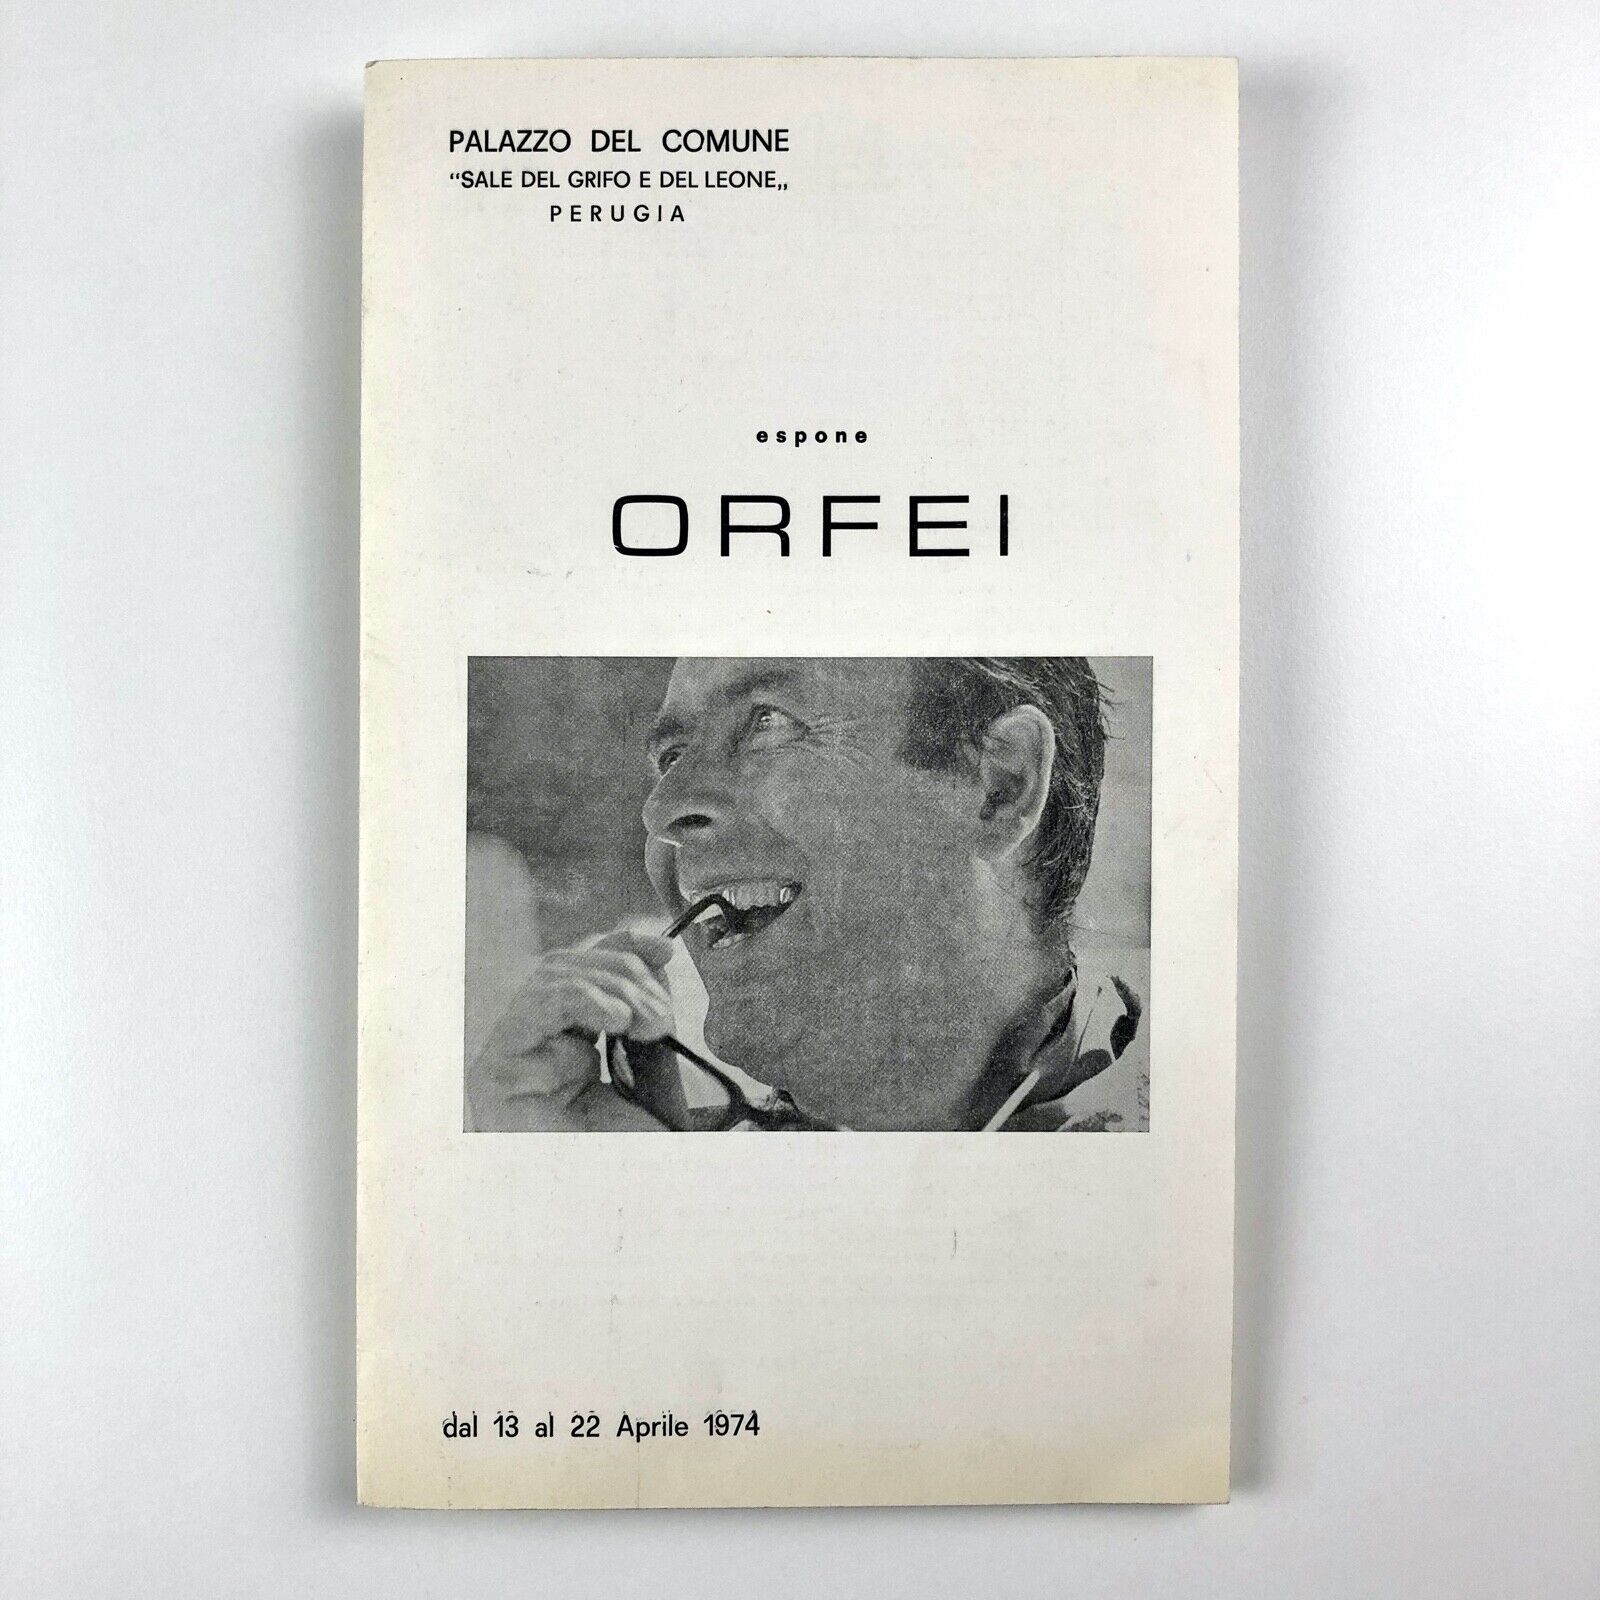 PALAZZO DEL COMUNE
“SALE DEL GRIFO E DEL LEONE„
PERUGIA
espone
ORFEI
dal 13 al 22 Aprile 1974